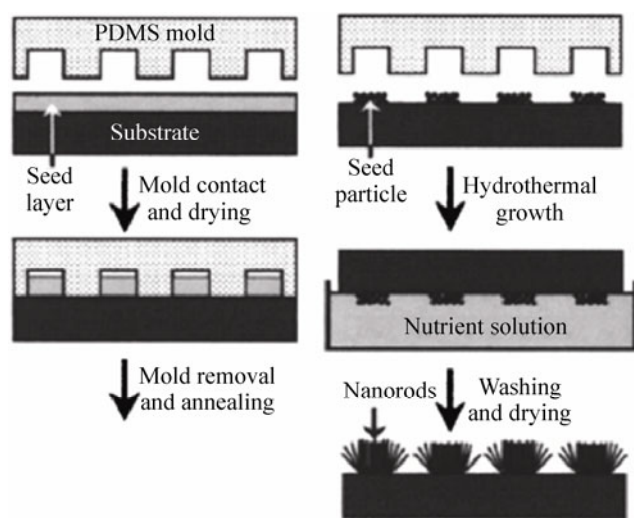 PDMS mold
Substrate
Seed
layer
Mold contact
and drying
Mold removal
and annealing
Seed
particle
Hydrothermal
growth
Nutrient solution
Nanorods
Washing
and drying